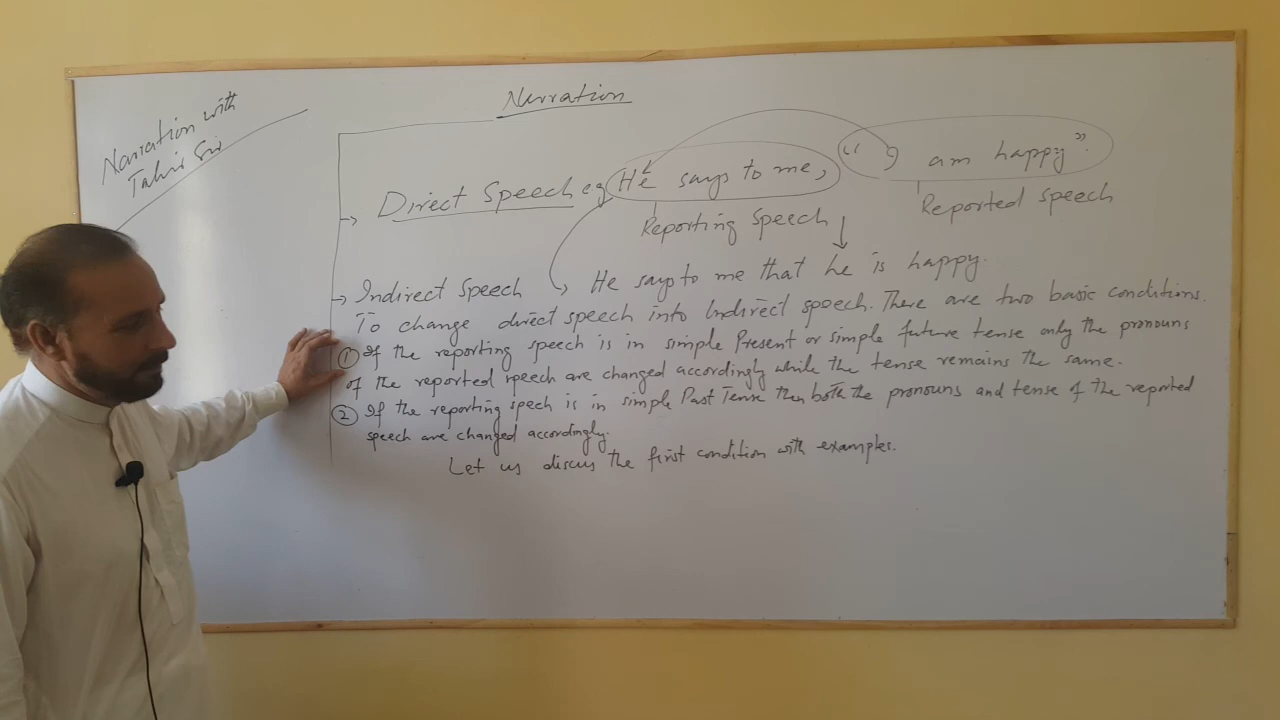 Narration
Narration with
Tahir Sir
Direct Speech eg He says to me, “I am happy”.
Reporting Speech
Reported speech
Indirect Speech → He says to me that he is happy.
To change direct speech into Indirect speech. There are two basic conditions.
① If the reporting speech is in simple Present or simple future tense only the pronouns
of the reported speech are changed accordingly while the tense remains the same.
② If the reporting spech is in simple Past Tense then both the pronouns and tense of the reported
speech are changed accordingly.
Let us discus the first condition with examples.